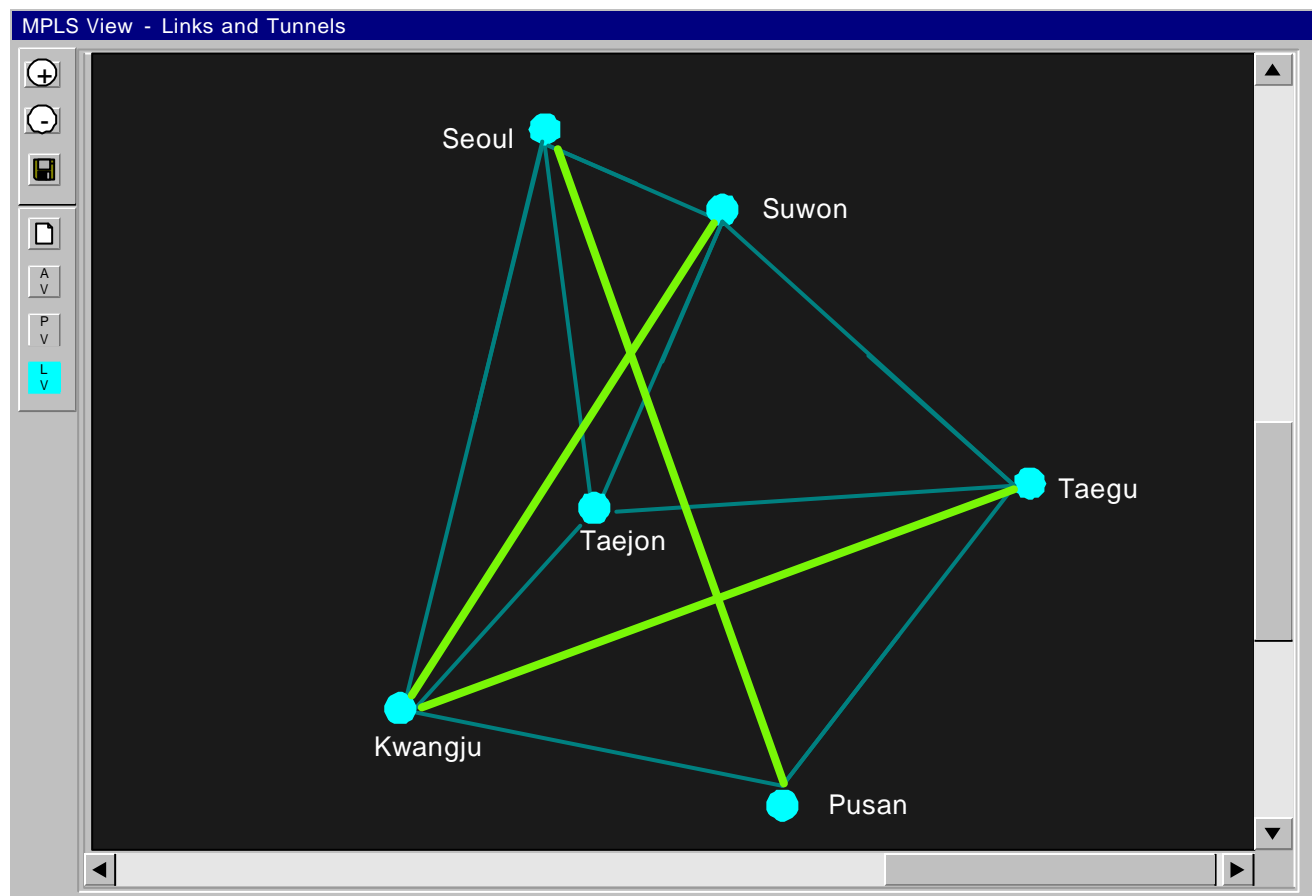 MPLS View - Links and Tunnels
+
-
A
V
P
V
L
V
Seoul
Suwon
Taegu
Taejon
Kwangju
Pusan